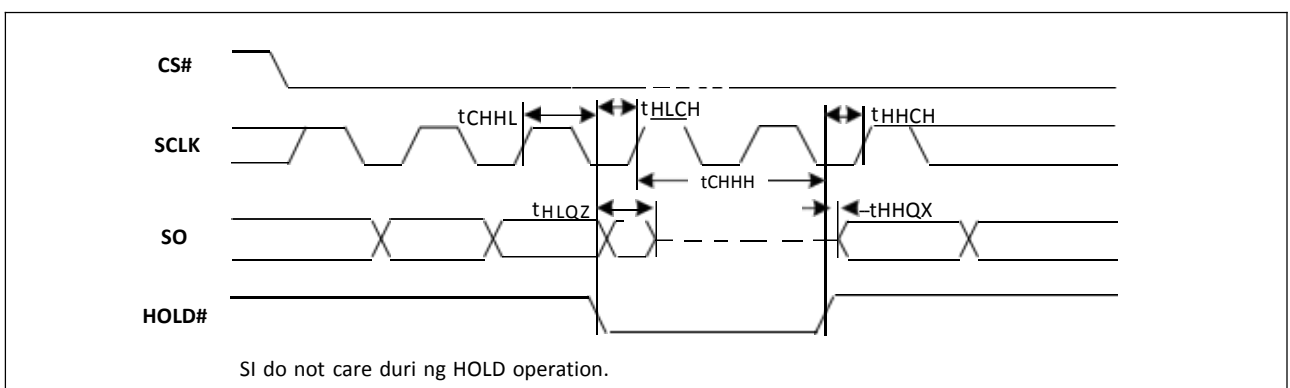 CS#
tCHHL
tHLCH
tHHCH
SCLK
tCHHH
tHLQZ
tHHQX
SO
HOLD#
SI do not care duri ng HOLD operation.